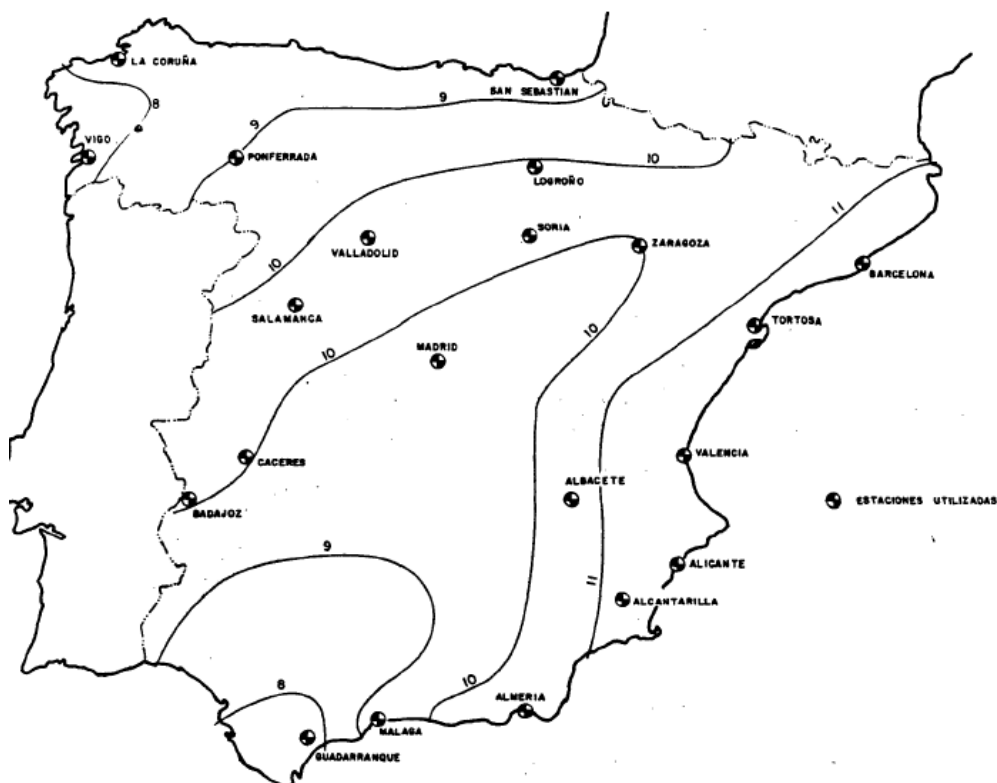 LA CORUÑA
SAN SEBASTIAN
8
9
9
VIGO
PONFERRADA
10
LOGROÑO
11
SORIA
VALLADOLID
ZARAGOZA
10
BARCELONA
SALAMANCA
TORTOSA
10
MADRID
10
CACERES
VALENCIA
ALBACETE
BADAJOZ
ESTACIONES UTILIZADAS
9
ALICANTE
11
ALCANTARILLA
10
8
ALMERIA
MALAGA
GUADARRANQUE